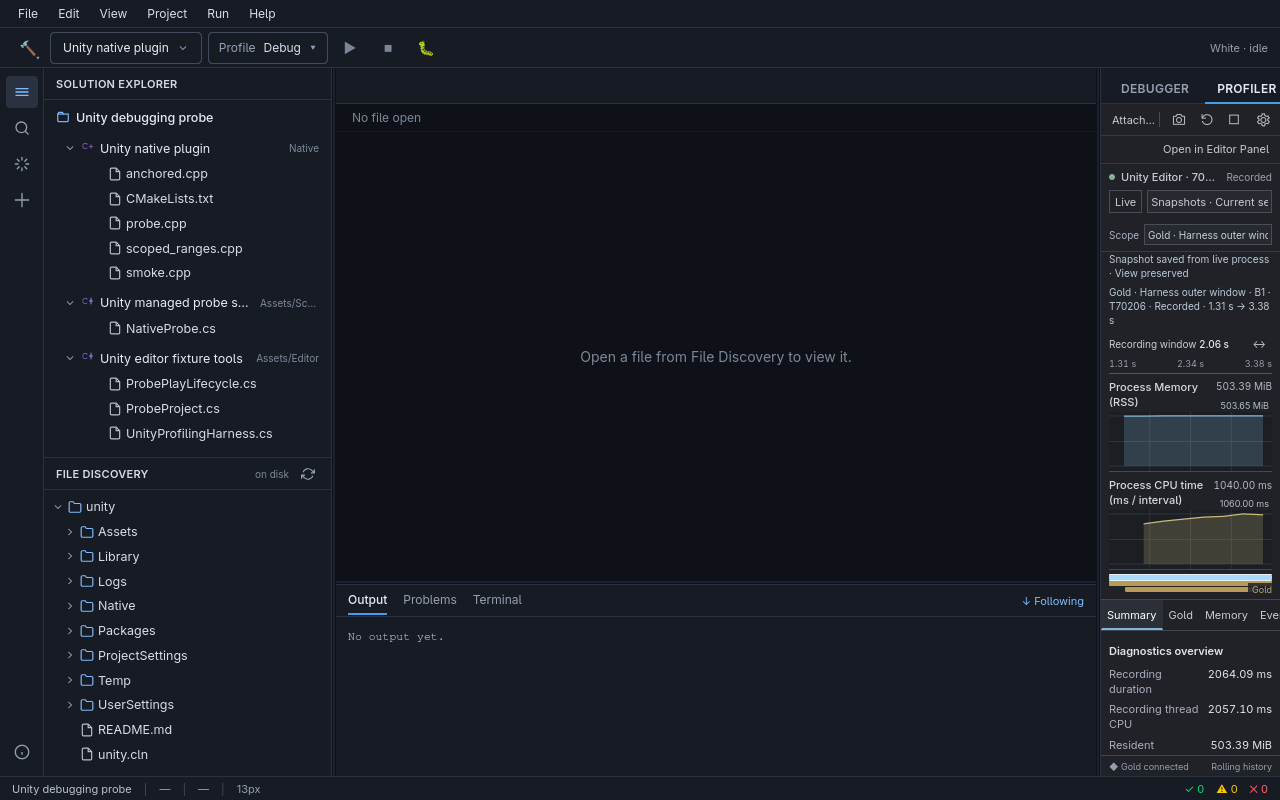 File Edit View Project Run Help
Unity native plugin
Profile Debug
White · idle
SOLUTION EXPLORER
Unity debugging probe
Unity native plugin Native
anchored.cpp
CMakeLists.txt
probe.cpp
scoped_ranges.cpp
smoke.cpp
Unity managed probe s... Assets/Sc...
NativeProbe.cs
Unity editor fixture tools Assets/Editor
ProbePlayLifecycle.cs
ProbeProject.cs
UnityProfilingHarness.cs
FILE DISCOVERY on disk
unity
Assets
Library
Logs
Native
Packages
ProjectSettings
Temp
UserSettings
README.md
unity.cln
No file open
Open a file from File Discovery to view it.
Output Problems Terminal ↓ Following
No output yet.
DEBUGGER PROFILER
Attach...
Open in Editor Panel
Unity Editor · 70... Recorded
Live Snapshots · Current se
Scope Gold · Harness outer wind
Snapshot saved from live process
· View preserved
Gold · Harness outer window · B1 ·
T70206 · Recorded · 1.31 s → 3.38
s
Recording window 2.06 s ↔
1.31 s 2.34 s 3.38 s
Process Memory 503.39 MiB
(RSS) 503.65 MiB
Process CPU time 1040.00 ms
(ms / interval) 1060.00 ms
Gold
Summary Gold Memory Eve
Diagnostics overview
Recording 2064.09 ms
duration
Recording thread 2057.10 ms
CPU
Resident 503.39 MiB
Gold connected Rolling history
Unity debugging probe — — 13px
0 0 0